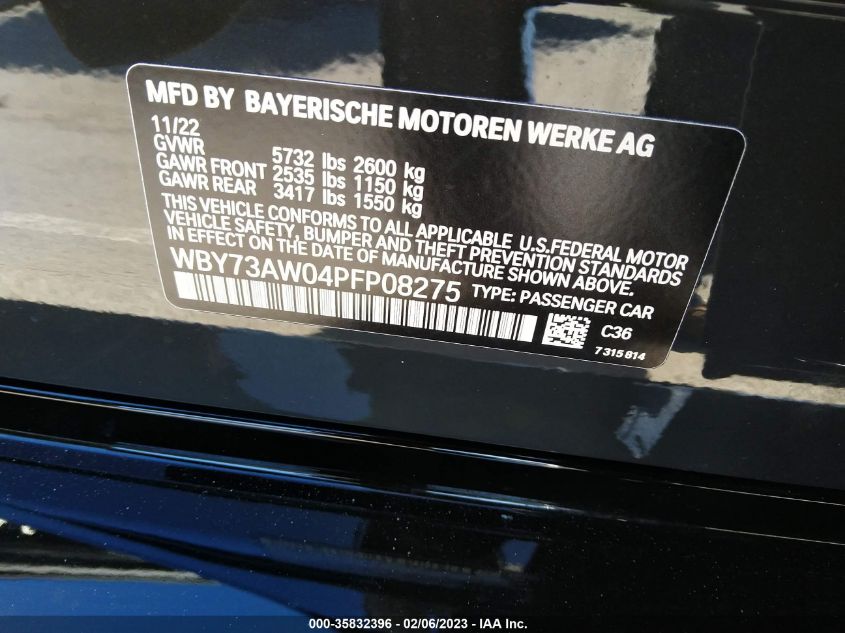 MFD BY BAYERISCHE MOTOREN WERKE AG
11/22
GVWR 5732 lbs 2600 kg
GAWR FRONT 2535 lbs 1150 kg
GAWR REAR 3417 lbs 1550 kg
THIS VEHICLE CONFORMS TO ALL APPLICABLE U.S.FEDERAL MOTOR
VEHICLE SAFETY, BUMPER AND THEFT PREVENTION STANDARDS
IN EFFECT ON THE DATE OF MANUFACTURE SHOWN ABOVE.
WBY73AW04PFP08275 TYPE: PASSENGER CAR
C36
7315814
000-35832396 - 02/06/2023 - IAA Inc.